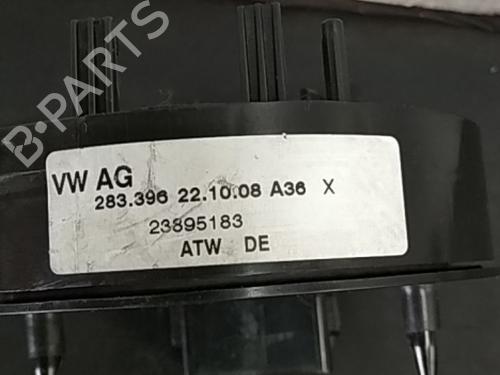 B-PARTS
VW AG
283.396 22.10.08 A36 X
23895183
ATW DE